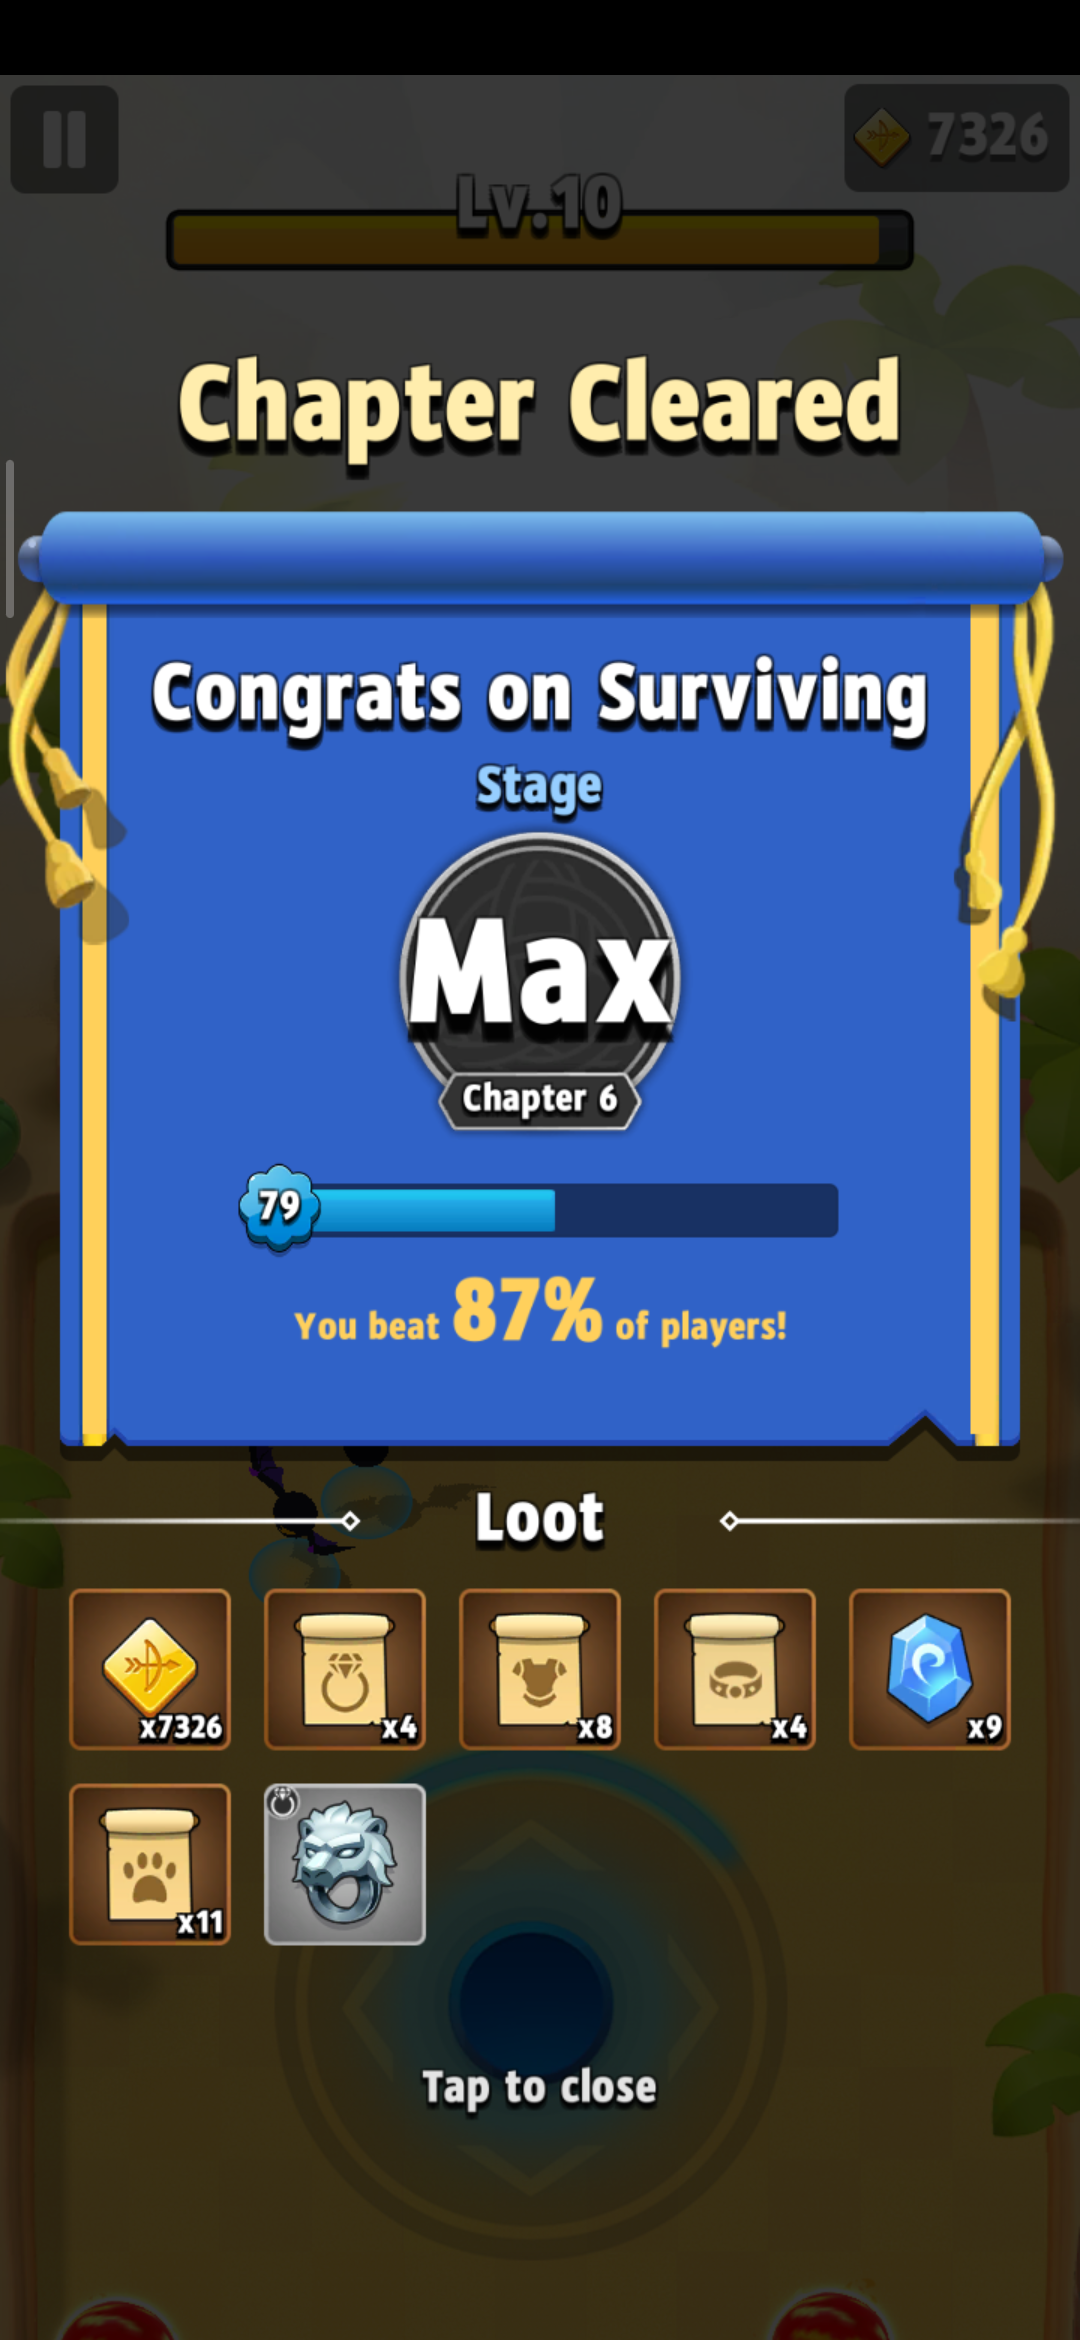 7326
Lv.10
Chapter Cleared
Congrats on Surviving
Stage
Max
Chapter 6
79
You beat 87% of players!
Loot
x7326 x4 x8 x4 x9
x11
Tap to close